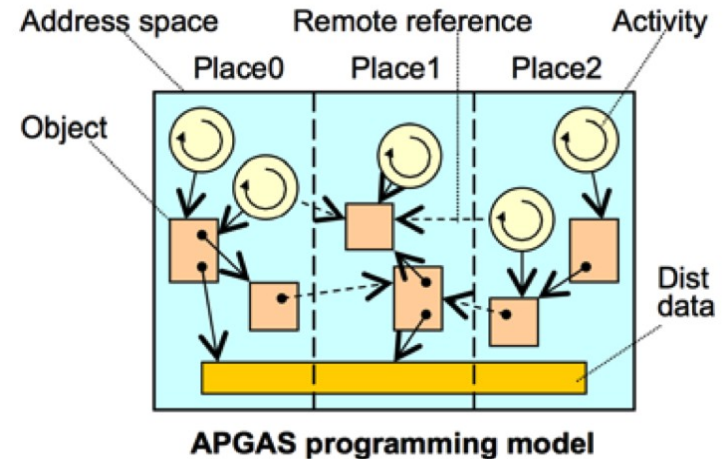 Address space
Remote reference
Activity
Place0
Place1
Place2
Object
Dist
data
APGAS programming model